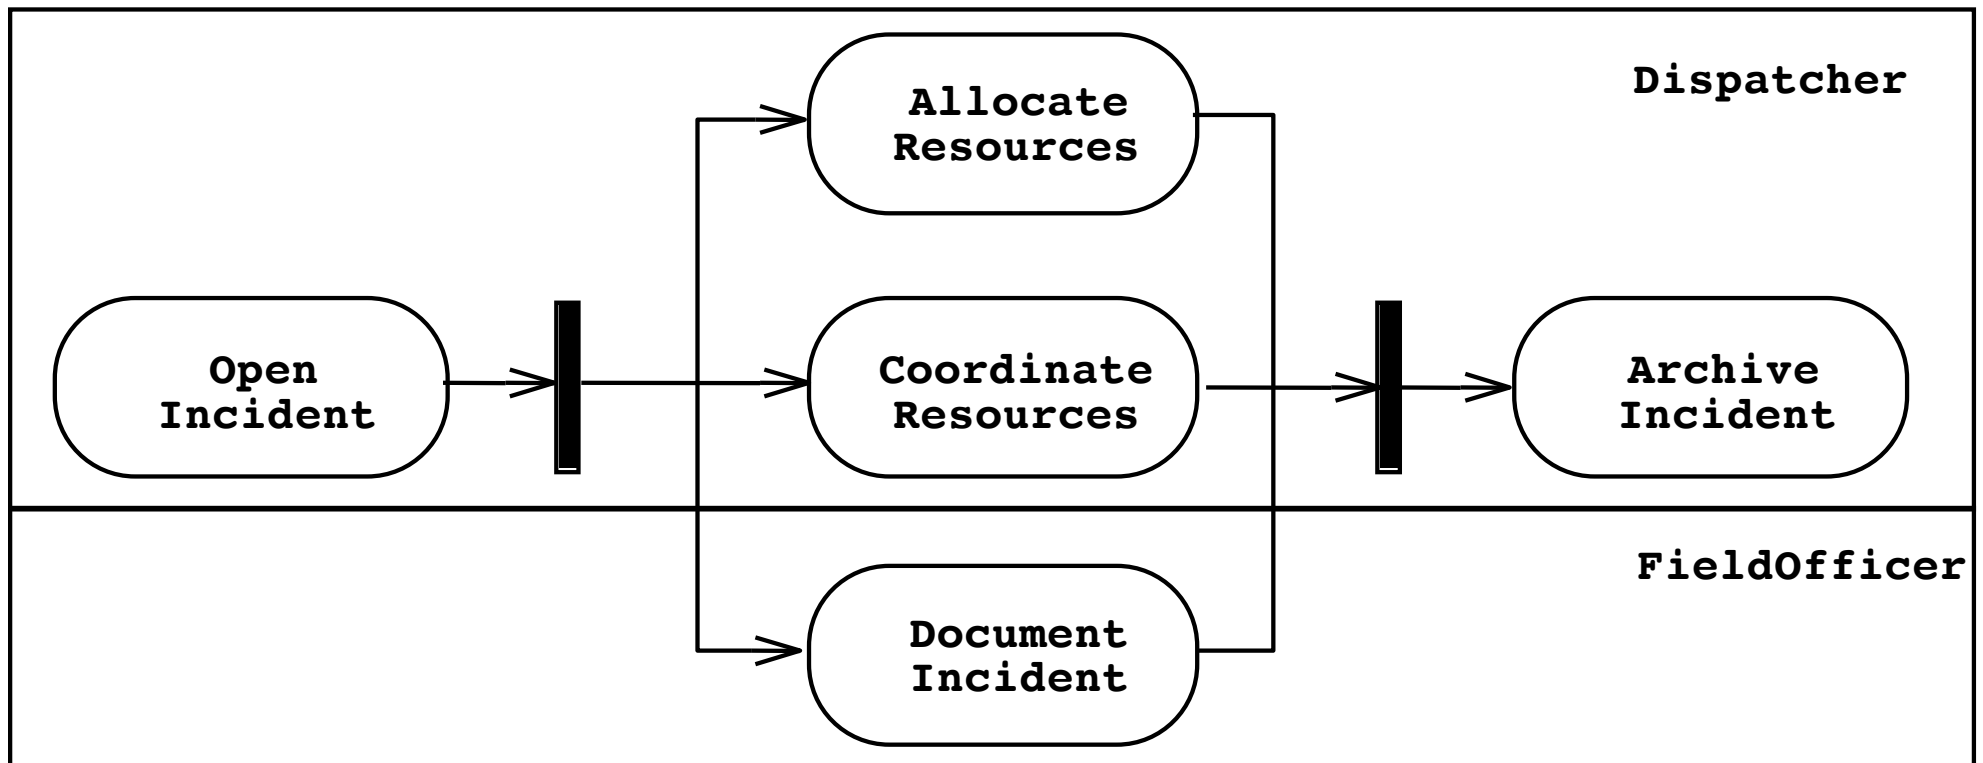 Dispatcher
Allocate
Resources
Open
Incident
Coordinate
Resources
Archive
Incident
FieldOfficer
Document
Incident